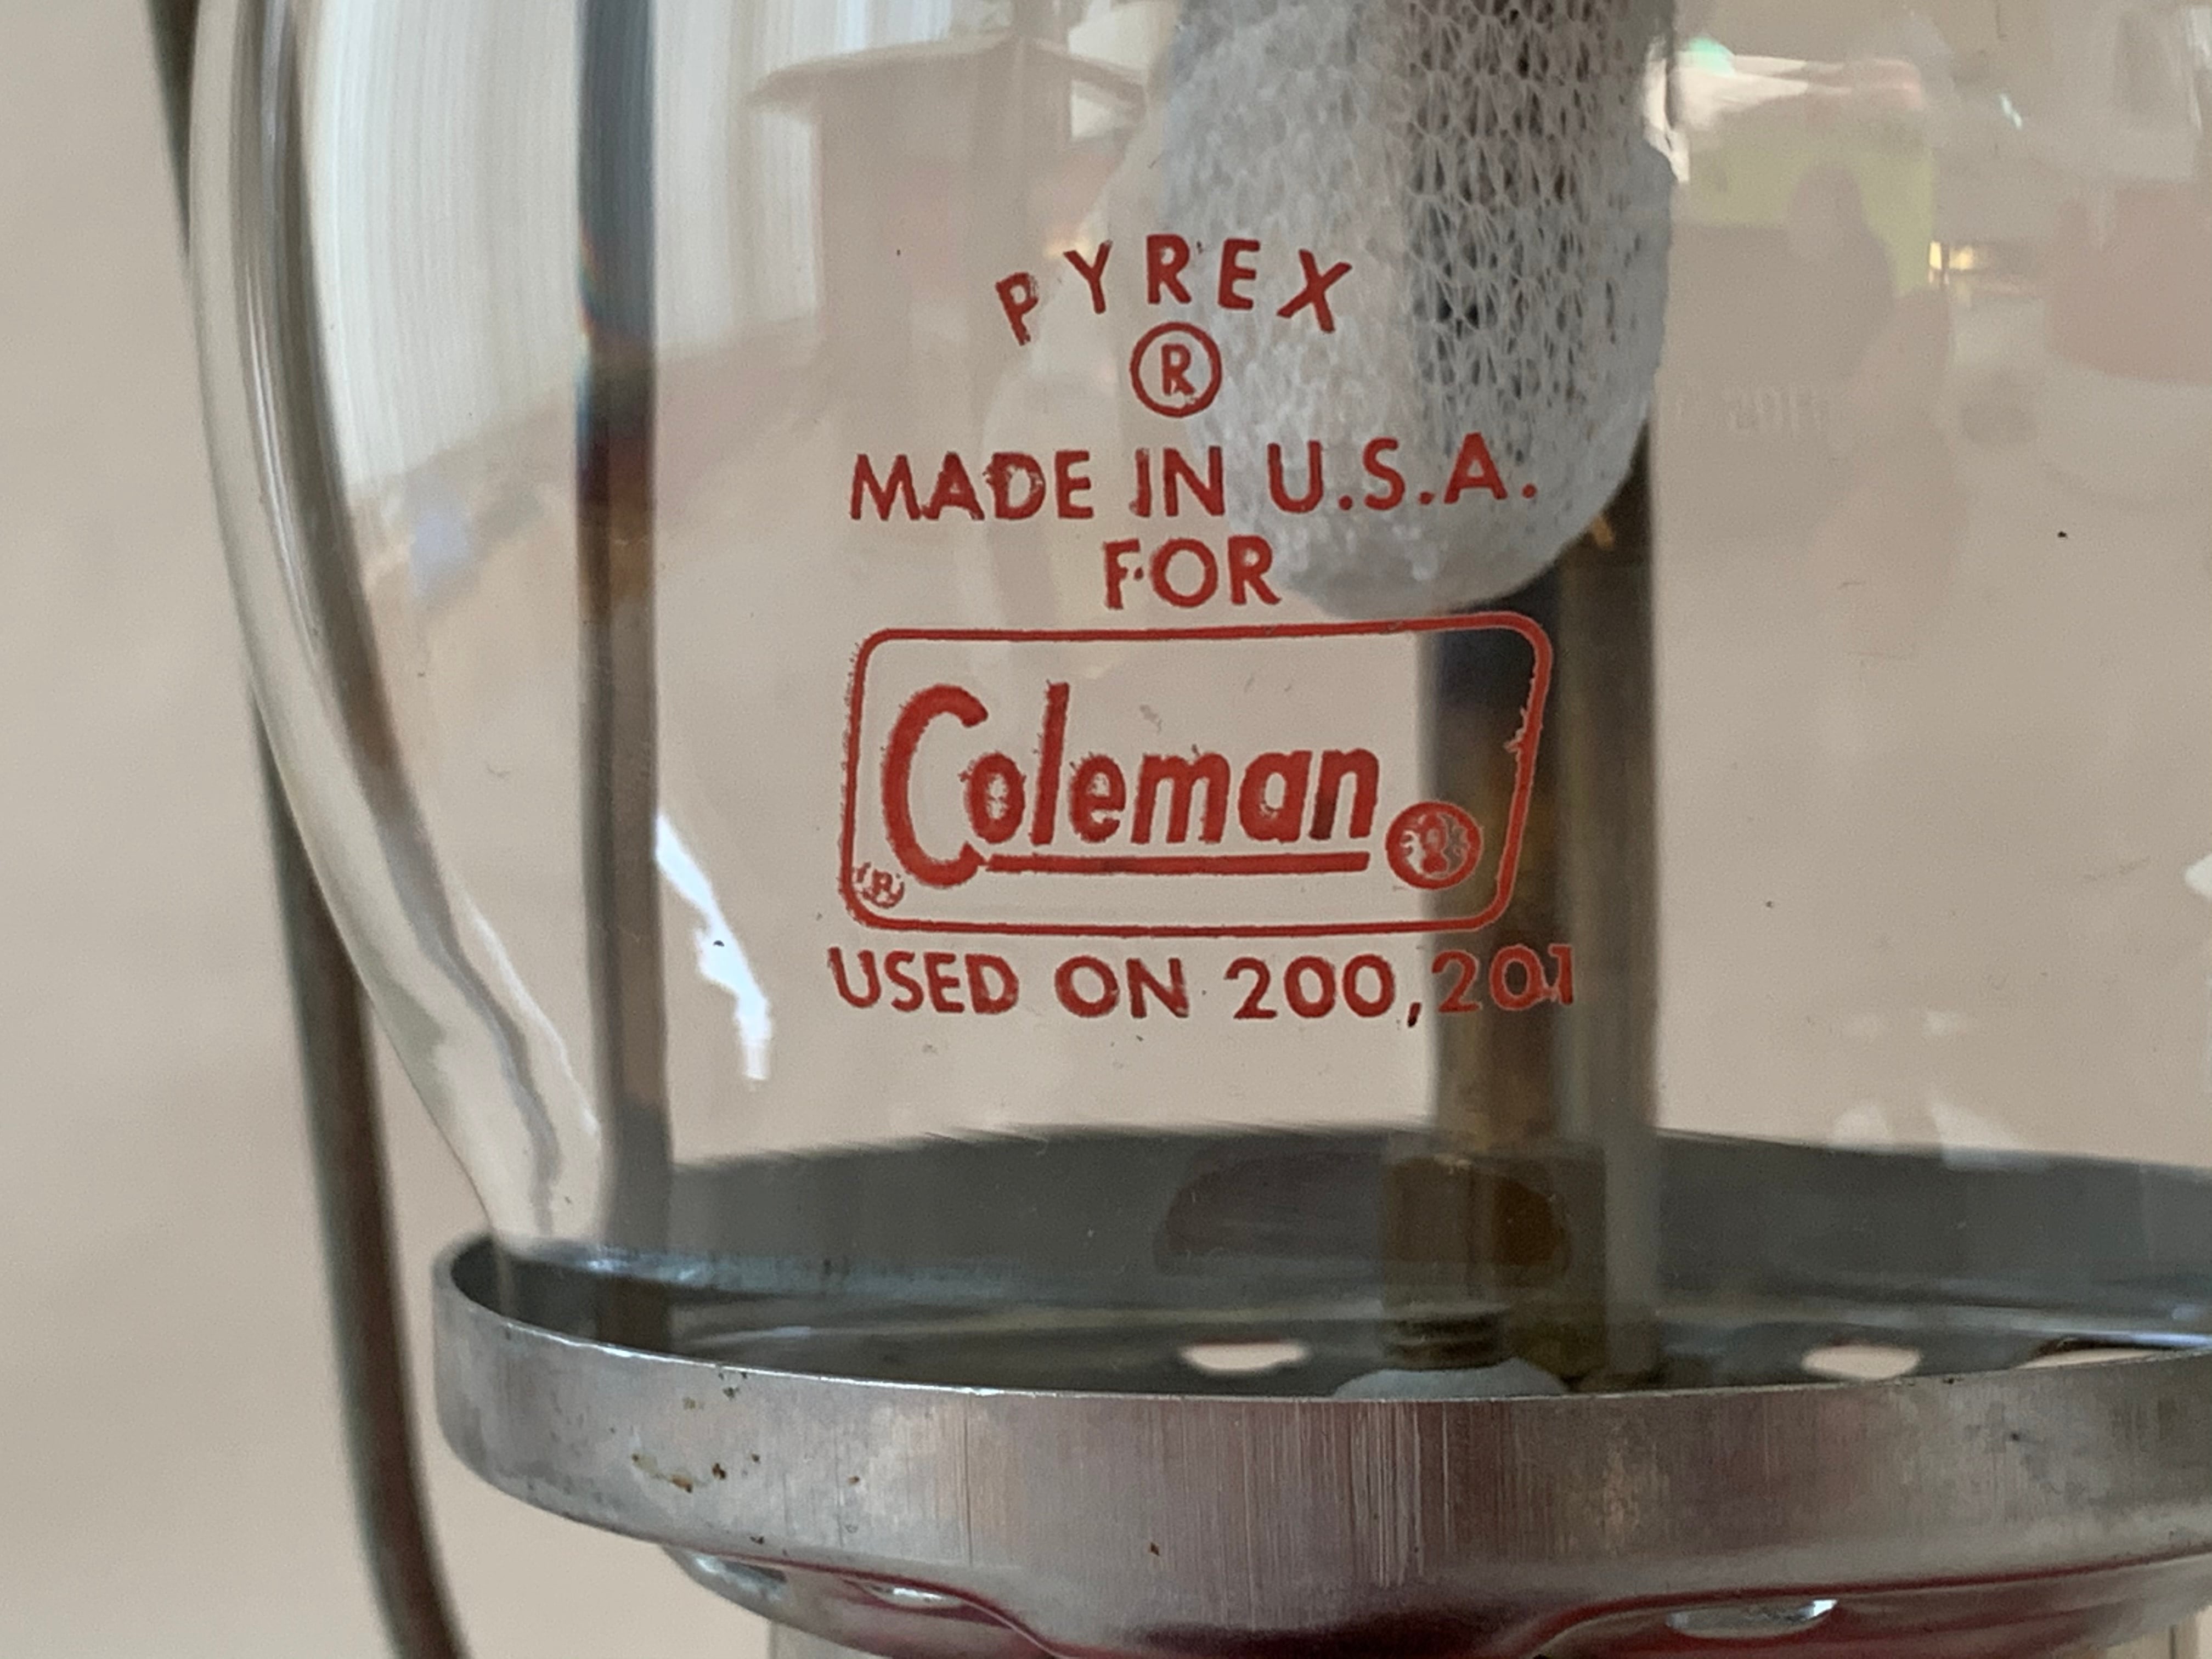 PYREX
®
MADE IN U.S.A.
FOR
Coleman
®
USED ON 200,201